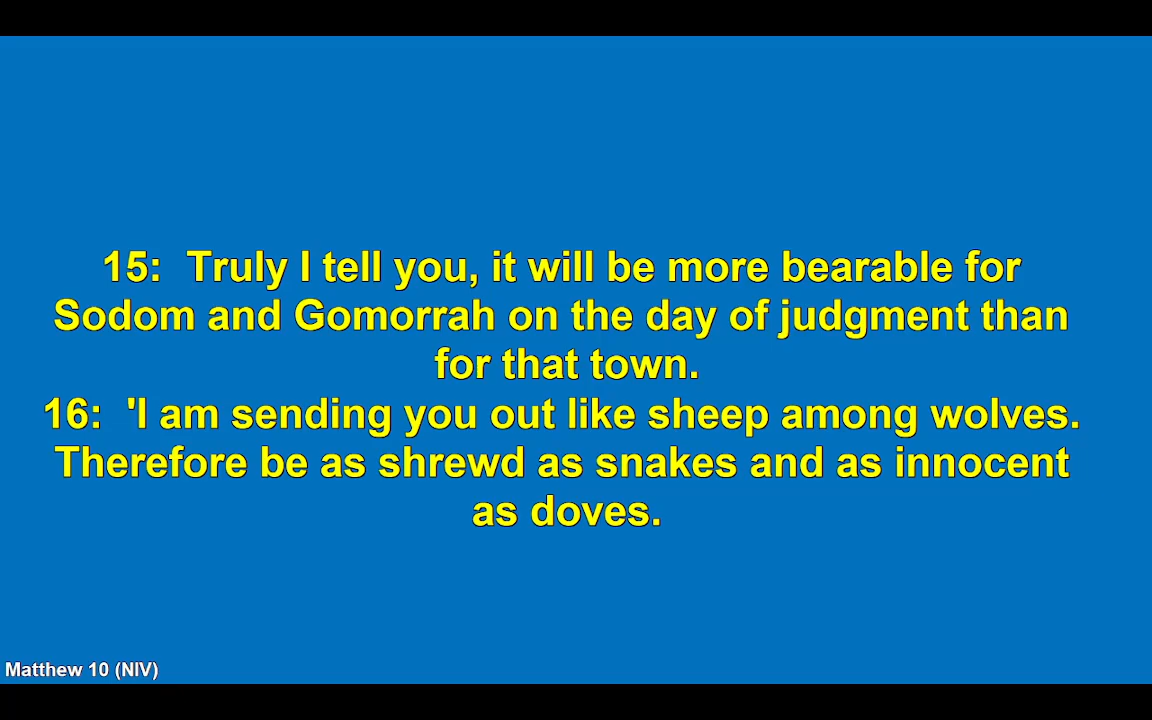 15:  Truly I tell you, it will be more bearable for
Sodom and Gomorrah on the day of judgment than
for that town.
16:  'I am sending you out like sheep among wolves.
Therefore be as shrewd as snakes and as innocent
as doves.
Matthew 10 (NIV)